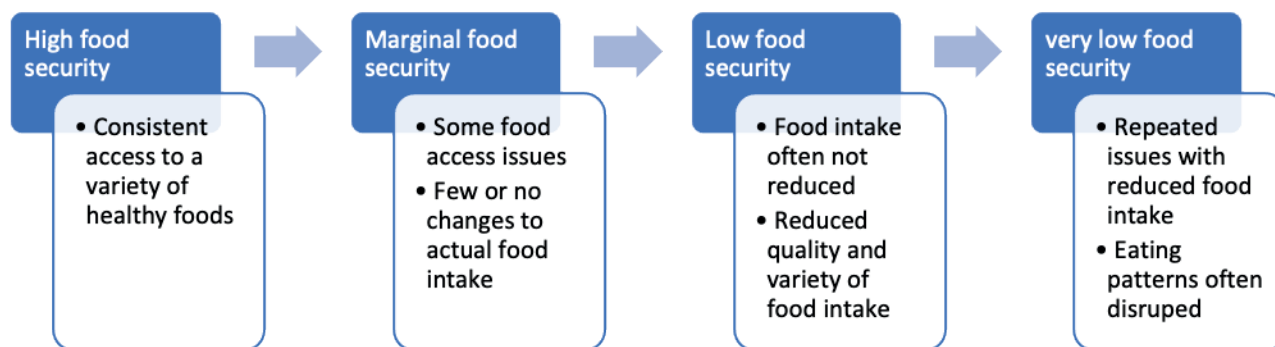 High food
security
• Consistent
access to a
variety of
healthy foods
Marginal food
security
• Some food
access issues
• Few or no
changes to
actual food
intake
Low food
security
• Food intake
often not
reduced
• Reduced
quality and
variety of
food intake
very low food
security
• Repeated
issues with
reduced food
intake
• Eating
patterns often
disruped